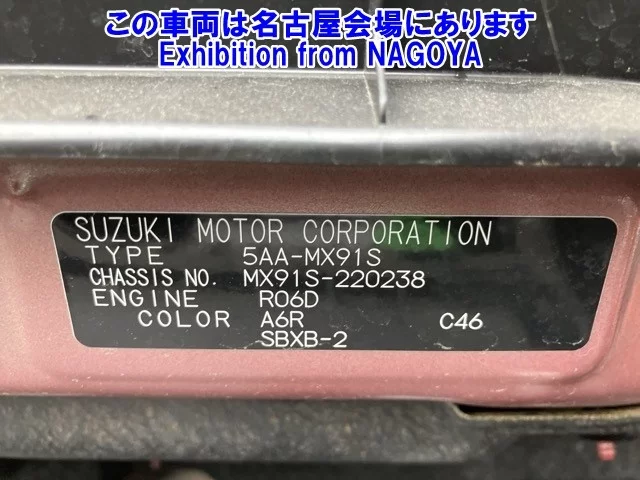 この車両は名古屋会場にあります
Exhibition from NAGOYA
SUZUKI MOTOR CORPORATION
TYPE 5AA-MX91S
CHASSIS NO. MX91S-220238
ENGINE R06D
COLOR A6R C46
SBXB-2